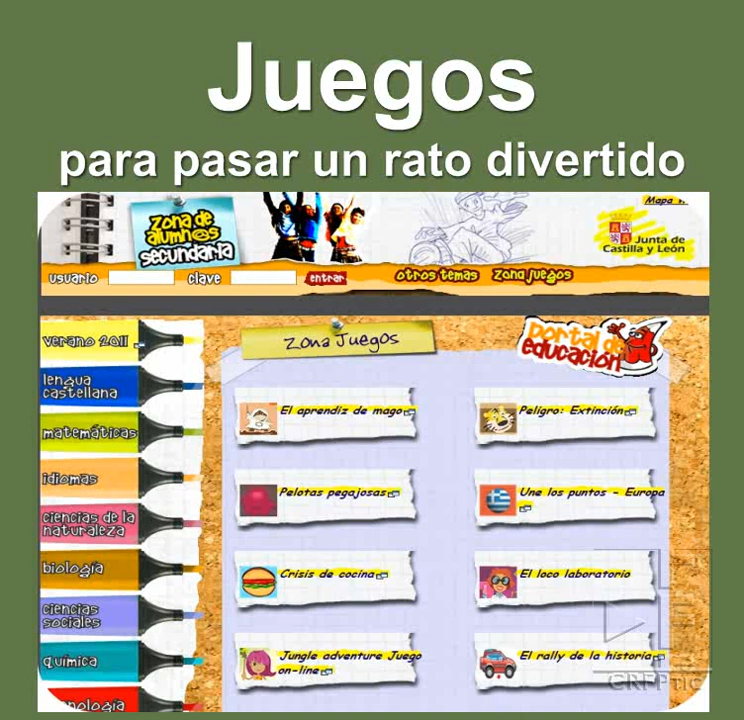 Juegos
para pasar un rato divertido
zona de
alumn@s
secundaria
Junta de
Castilla y León
Mapa
usuario
clave
entrar
otros temas
zona juegos
verano 2011
lengua
castellana
matemáticas
idiomas
ciencias de la
naturaleza
biología
ciencias
sociales
química
nología
Zona Juegos
portal de
educación
El aprendiz de mago
Peligro: Extinción
Pelotas pegajosas
Une los puntos - Europa
Crisis de cocina
El loco laboratorio
Jungle adventure Juego
on-line
El rally de la historia
CRFPTIC